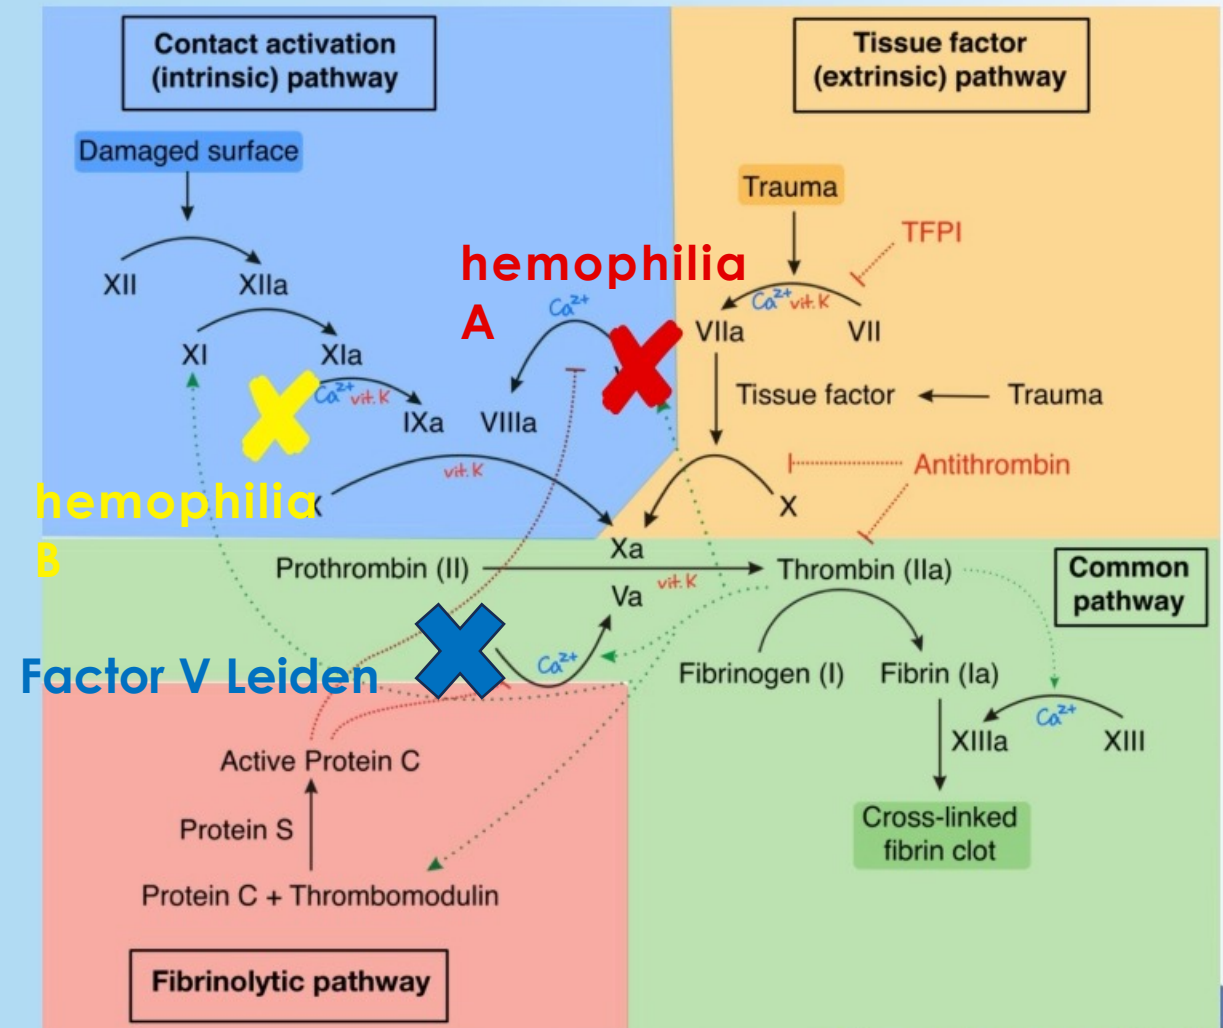 Contact activation
(intrinsic) pathway
Tissue factor
(extrinsic) pathway
Damaged surface
Trauma
TFPI
XII
XIIa
hemophilia
A
Ca²⁺
Ca²⁺ vit. K
VIIa
VII
XI
XIa
Ca²⁺ vit. K
IXa
VIIIa
Tissue factor
Trauma
vit. K
Antithrombin
hemophilia
B
X
X
Xa
Prothrombin (II)
vit. K
Thrombin (IIa)
Common
pathway
Va
Factor V Leiden
Ca²⁺
Fibrinogen (I)
Fibrin (Ia)
Ca²⁺
XIIIa
XIII
Active Protein C
Protein S
Protein C + Thrombomodulin
Cross-linked
fibrin clot
Fibrinolytic pathway